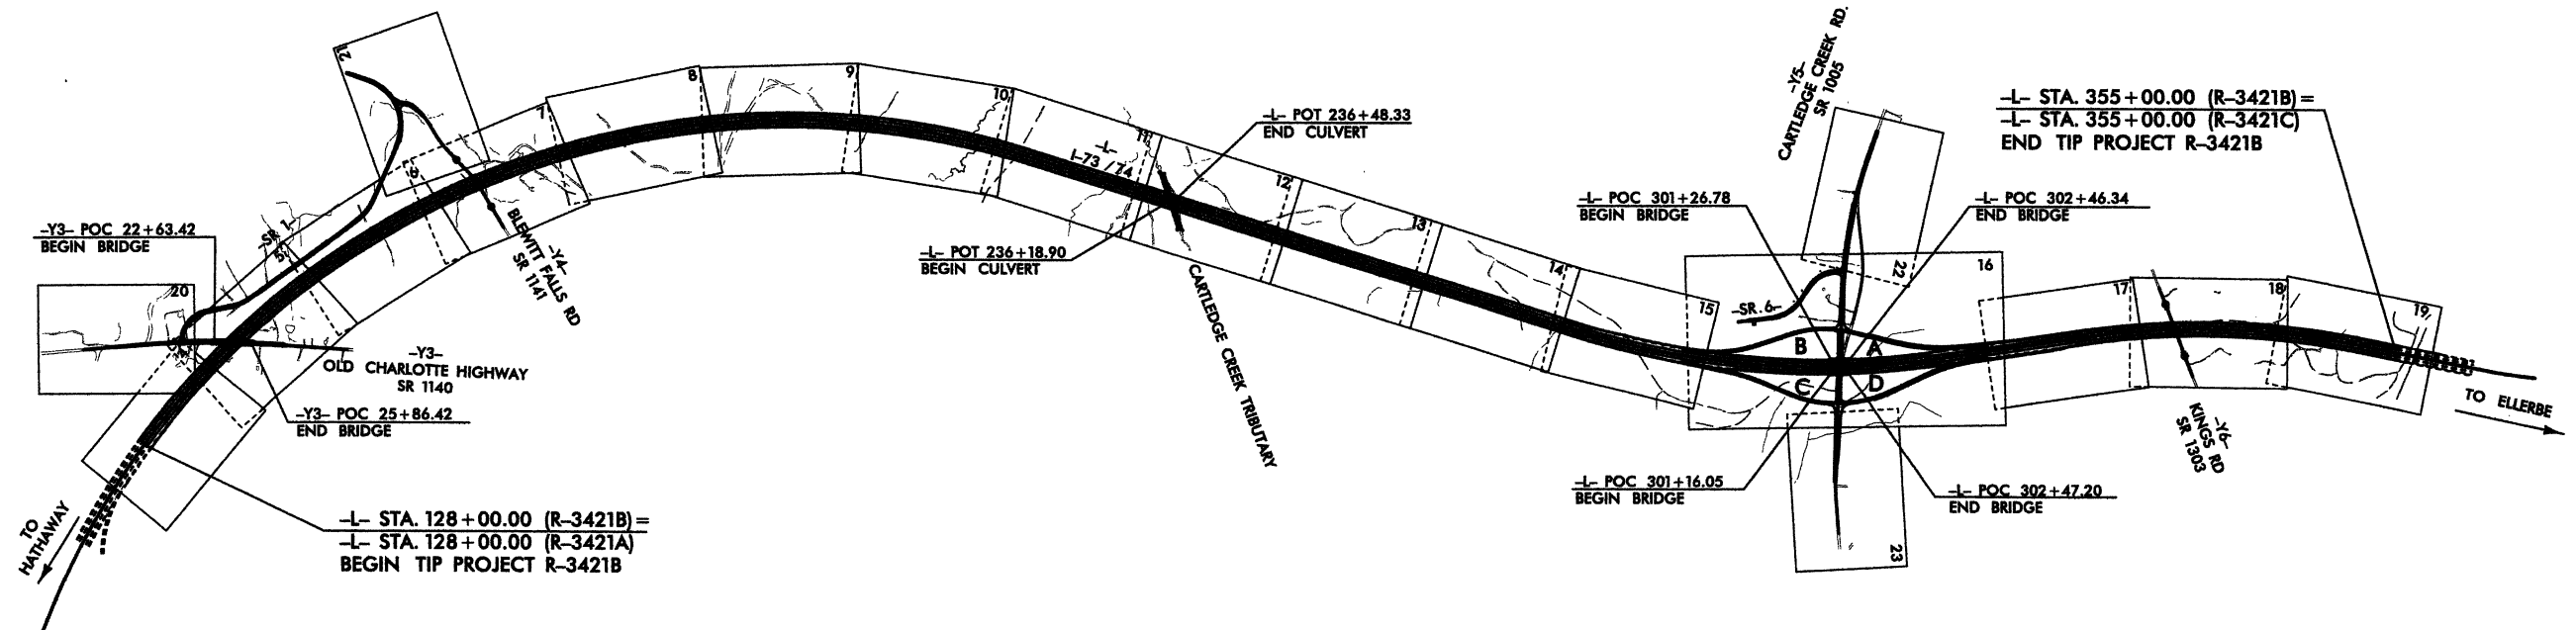 -Y3- POC 22+63.42
BEGIN BRIDGE
20
-SR 1-
5
21
6
7
8
9
10
11
-L-
I-73 / 74
-Y4-
BLEWITT FALLS RD
SR 1141
-Y3-
OLD CHARLOTTE HIGHWAY
SR 1140
-Y3- POC 25+86.42
END BRIDGE
TO
HATHAWAY
-L- STA. 128+00.00 (R-3421B)=
-L- STA. 128+00.00 (R-3421A)
BEGIN TIP PROJECT R-3421B
-L- POT 236+48.33
END CULVERT
-L- POT 236+18.90
BEGIN CULVERT
CARTLEDGE CREEK TRIBUTARY
12
13
14
15
-Y5-
CARTLEDGE CREEK RD.
SR 1005
-L- POC 301+26.78
BEGIN BRIDGE
-L- POC 302+46.34
END BRIDGE
22
16
-SR. 6-
B
A
C
D
-L- POC 301+16.05
BEGIN BRIDGE
-L- POC 302+47.20
END BRIDGE
23
-L- STA. 355+00.00 (R-3421B)=
-L- STA. 355+00.00 (R-3421C)
END TIP PROJECT R-3421B
17
18
19
-Y6-
KINGS RD
SR 1303
TO ELLERBE